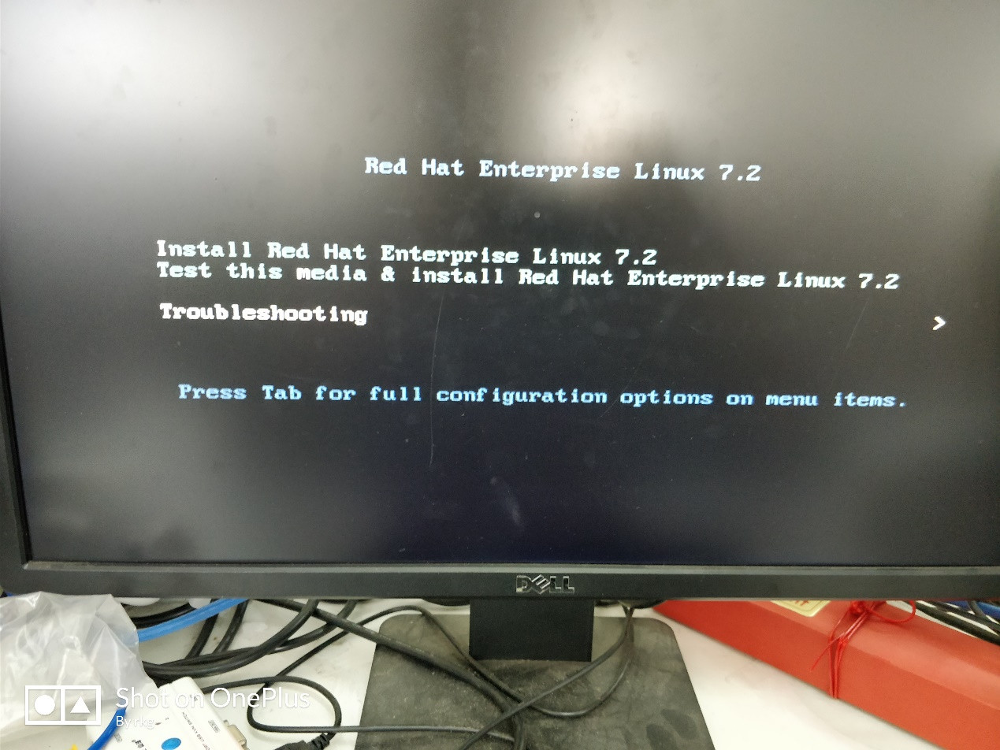 Red Hat Enterprise Linux 7.2
Install Red Hat Enterprise Linux 7.2
Test this media & install Red Hat Enterprise Linux 7.2
Troubleshooting >
Press Tab for full configuration options on menu items.
DELL
Shot on OnePlus
By rkg